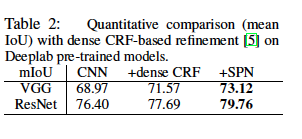 Table 2: Quantitative comparison (mean
IoU) with dense CRF-based refinement [5] on
Deeplab pre-trained models.
mIoU CNN +dense CRF +SPN
VGG 68.97 71.57 73.12
ResNet 76.40 77.69 79.76